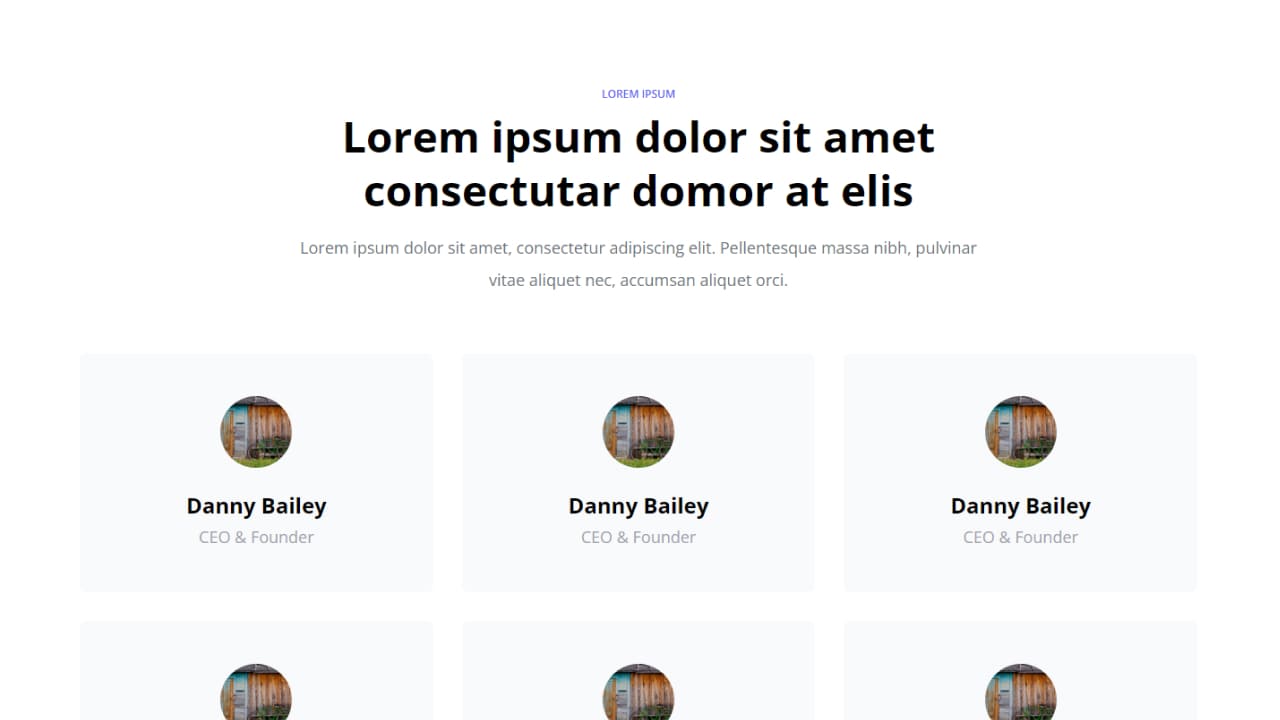 LOREM IPSUM
Lorem ipsum dolor sit amet
consectutar domor at elis
Lorem ipsum dolor sit amet, consectetur adipiscing elit. Pellentesque massa nibh, pulvinar
vitae aliquet nec, accumsan aliquet orci.
Danny Bailey
CEO & Founder
Danny Bailey
CEO & Founder
Danny Bailey
CEO & Founder